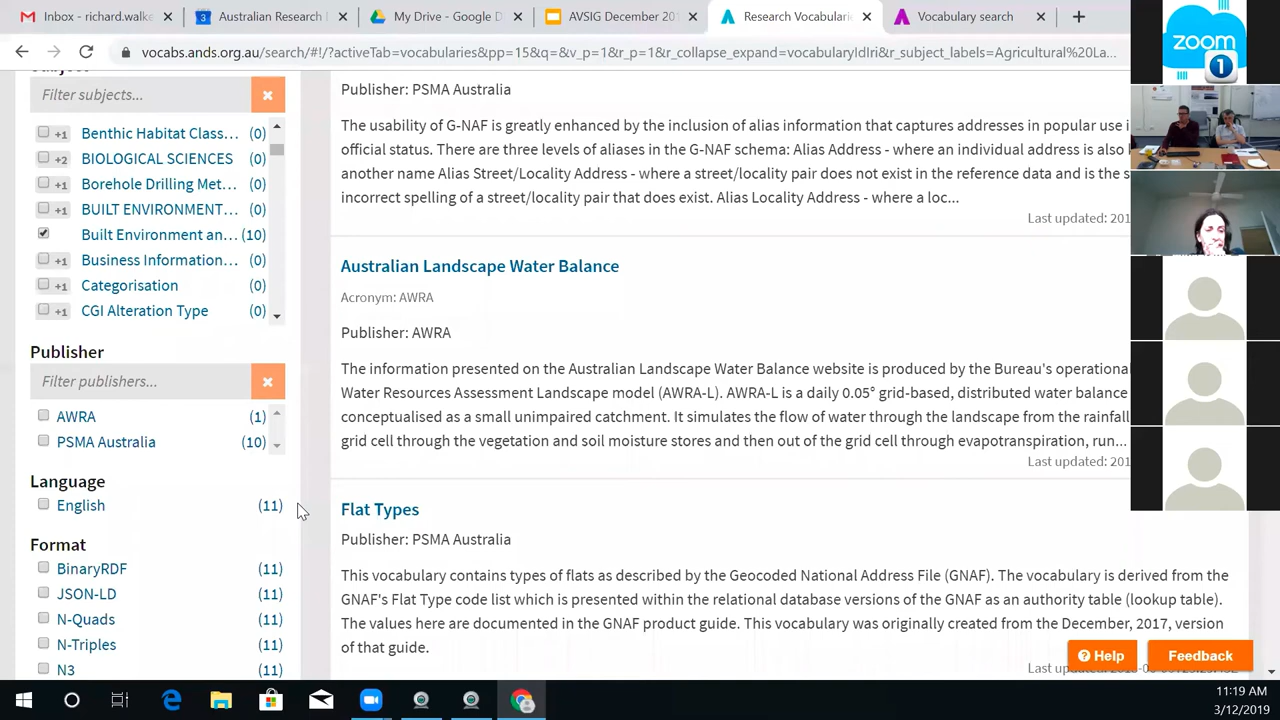 Inbox - richard.walke
Australian Research
My Drive - Google D
AVSIG December 20
Research Vocabulari
Vocabulary search
vocabs.ands.org.au/search/#!/?activeTab=vocabularies&pp=15&q=&v_p=1&r_p=1&r_collapse_expand=vocabularyIdIri&r_subject_labels=Agricultural%20La...
zoom
1
Filter subjects...
+1 Benthic Habitat Class... (0)
+2 BIOLOGICAL SCIENCES (0)
+1 Borehole Drilling Met... (0)
+1 BUILT ENVIRONMENT... (0)
Built Environment an... (10)
+1 Business Information... (0)
Categorisation (0)
+1 CGI Alteration Type (0)
Publisher
Filter publishers...
AWRA (1)
PSMA Australia (10)
Language
English (11)
Format
BinaryRDF (11)
JSON-LD (11)
N-Quads (11)
N-Triples (11)
N3 (11)
Publisher: PSMA Australia
The usability of G-NAF is greatly enhanced by the inclusion of alias information that captures addresses in popular use i
official status. There are three levels of aliases in the G-NAF schema: Alias Address - where an individual address is also
another name Alias Street/Locality Address - where a street/locality pair does not exist in the reference data and is the s
incorrect spelling of a street/locality pair that does exist. Alias Locality Address - where a loc...
Last updated: 201
Australian Landscape Water Balance
Acronym: AWRA
Publisher: AWRA
The information presented on the Australian Landscape Water Balance website is produced by the Bureau's operational
Water Resources Assessment Landscape model (AWRA-L). AWRA-L is a daily 0.05° grid-based, distributed water balance
conceptualised as a small unimpaired catchment. It simulates the flow of water through the landscape from the rainfall
grid cell through the vegetation and soil moisture stores and then out of the grid cell through evapotranspiration, run...
Last updated: 201
Flat Types
Publisher: PSMA Australia
This vocabulary contains types of flats as described by the Geocoded National Address File (GNAF). The vocabulary is derived from the
GNAF's Flat Type code list which is presented within the relational database versions of the GNAF as an authority table (lookup table).
The values here are documented in the GNAF product guide. This vocabulary was originally created from the December, 2017, version
of that guide.
Last updated:
Help
Feedback
11:19 AM
3/12/2019